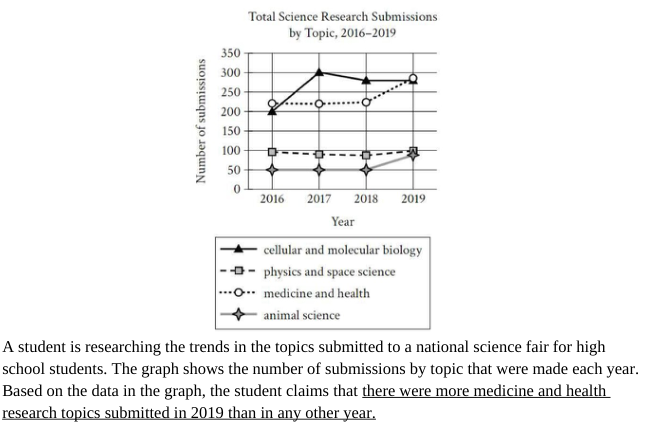 Total Science Research Submissions
by Topic, 2016–2019
Number of submissions
350
300
250
200
150
100
50
0
2016 2017 2018 2019
Year
cellular and molecular biology
physics and space science
medicine and health
animal science
A student is researching the trends in the topics submitted to a national science fair for high
school students. The graph shows the number of submissions by topic that were made each year.
Based on the data in the graph, the student claims that there were more medicine and health
research topics submitted in 2019 than in any other year.